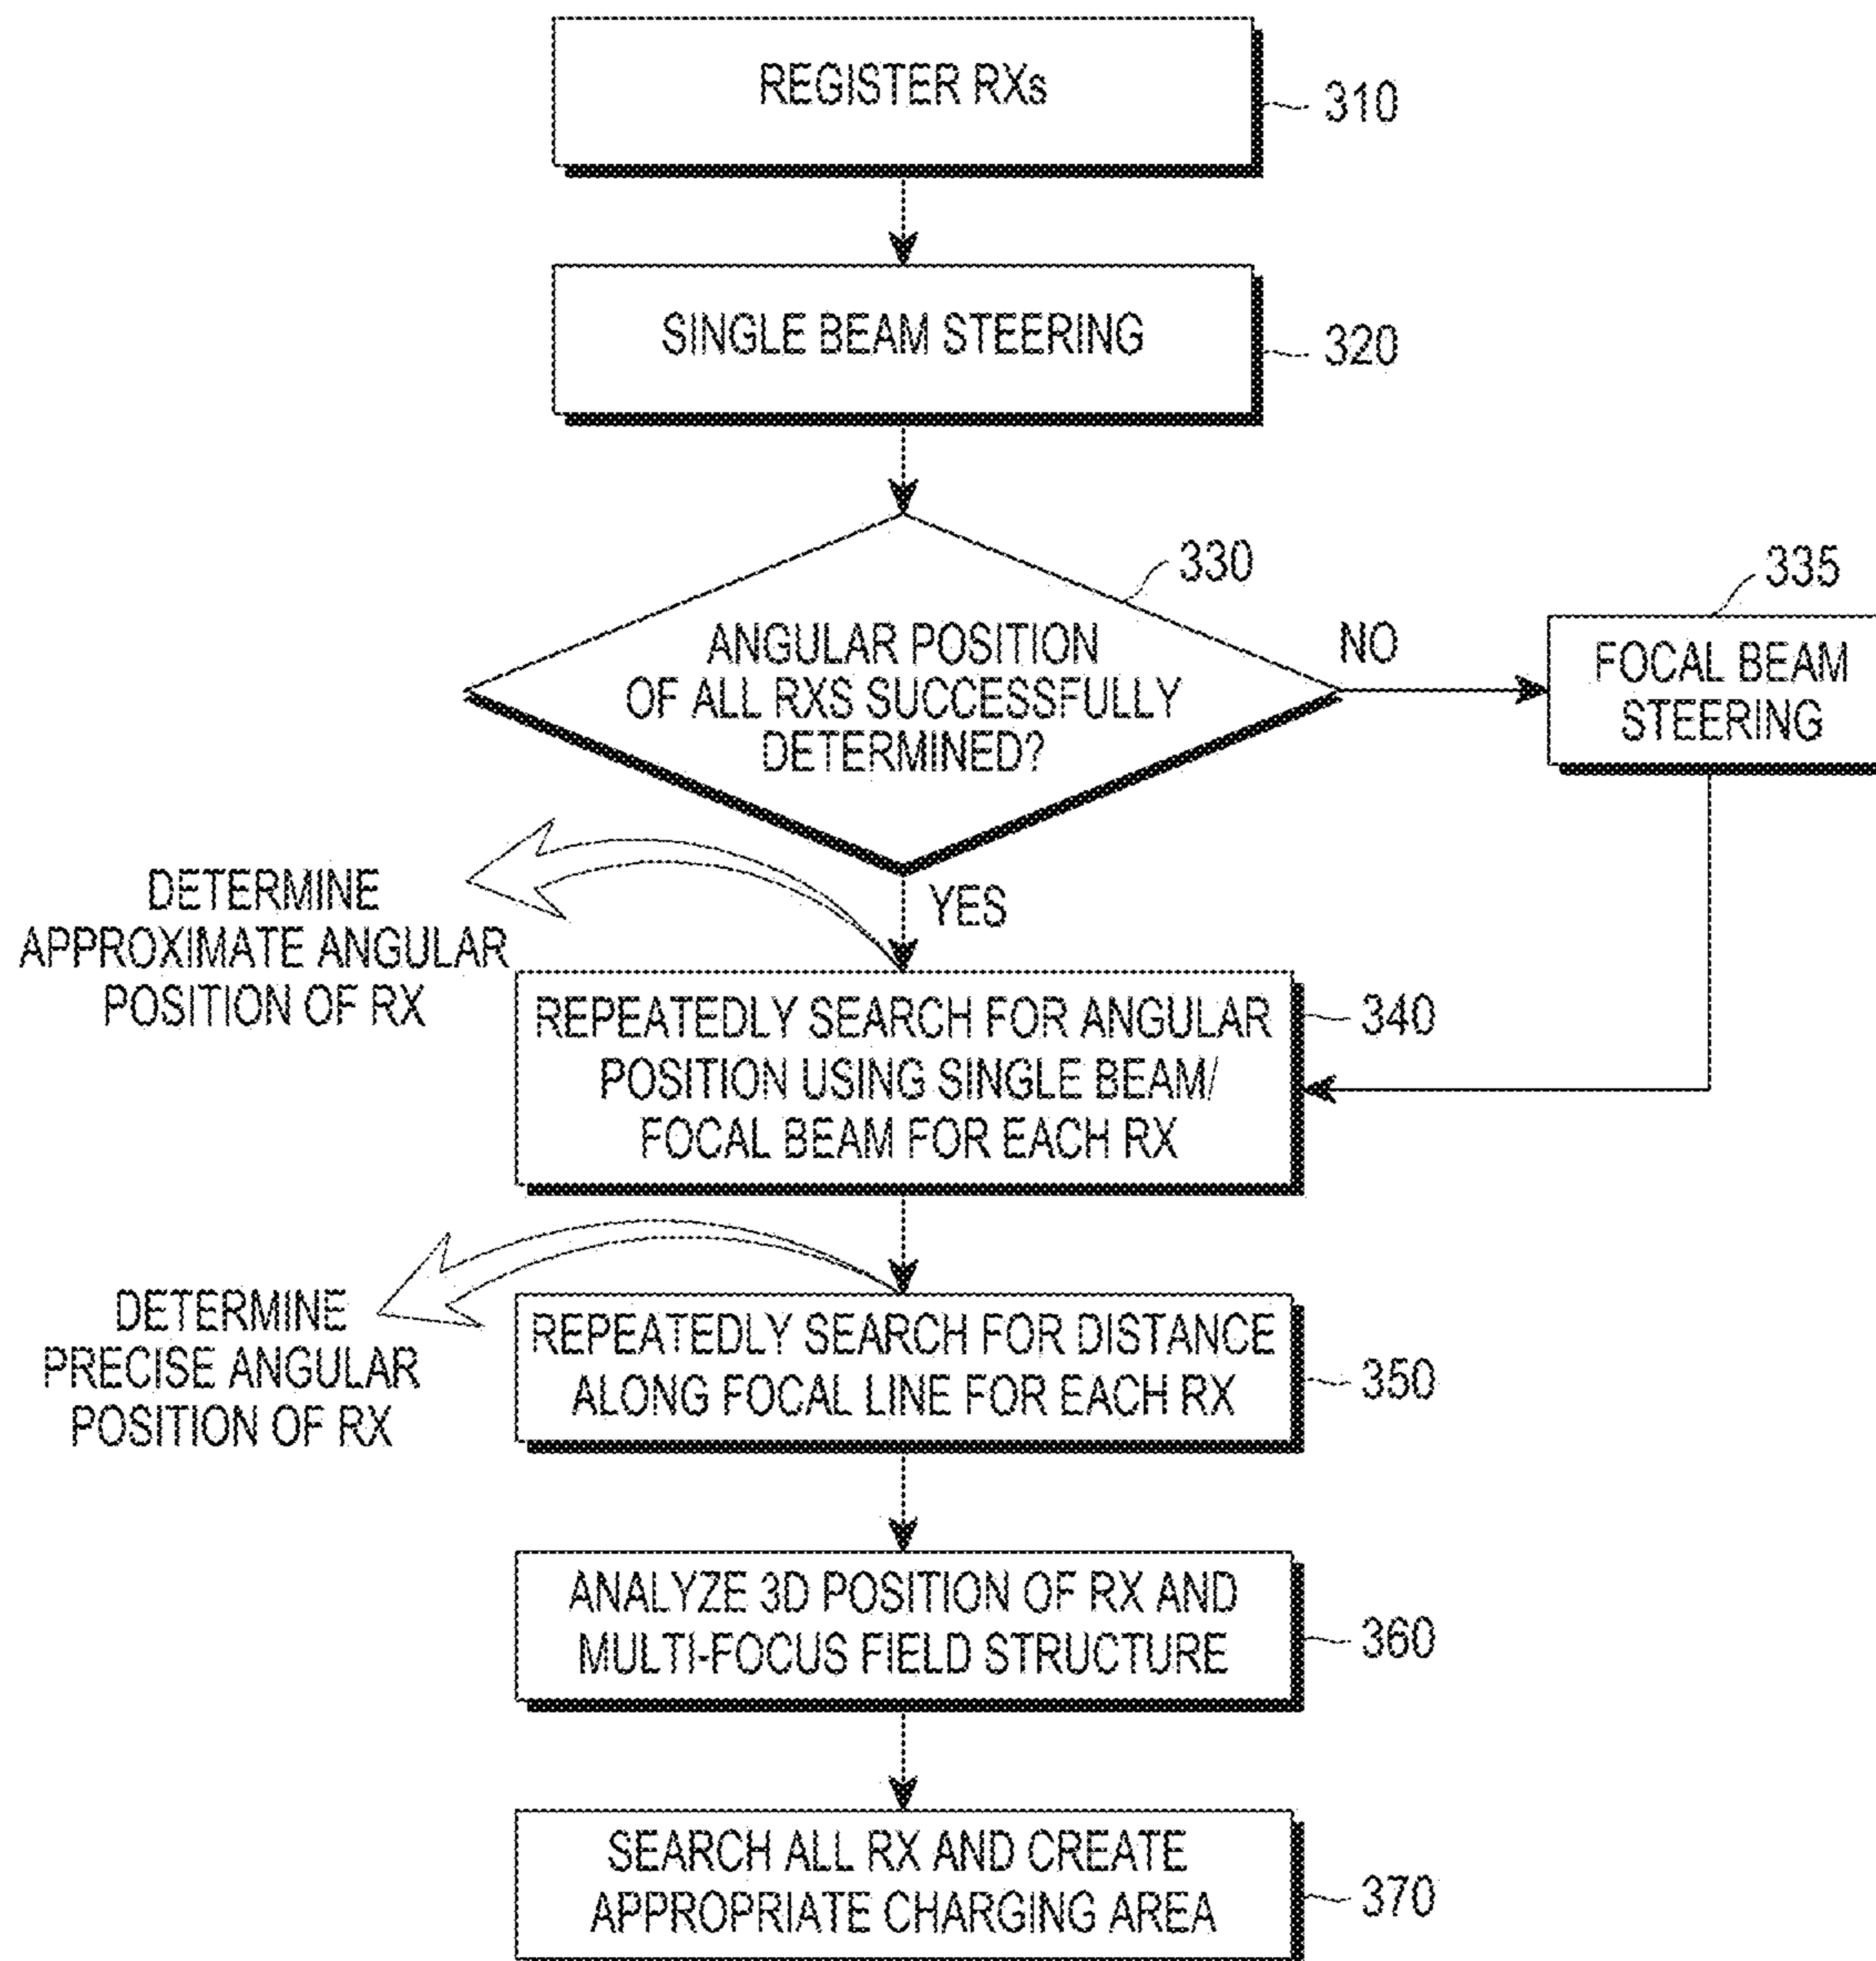 REGISTER RXs
310
SINGLE BEAM STEERING
320
330
ANGULAR POSITION
OF ALL RXS SUCCESSFULLY
DETERMINED?
NO
335
FOCAL BEAM
STEERING
YES
DETERMINE
APPROXIMATE ANGULAR
POSITION OF RX
REPEATEDLY SEARCH FOR ANGULAR
POSITION USING SINGLE BEAM/
FOCAL BEAM FOR EACH RX
340
DETERMINE
PRECISE ANGULAR
POSITION OF RX
REPEATEDLY SEARCH FOR DISTANCE
ALONG FOCAL LINE FOR EACH RX
350
ANALYZE 3D POSITION OF RX AND
MULTI-FOCUS FIELD STRUCTURE
360
SEARCH ALL RX AND CREATE
APPROPRIATE CHARGING AREA
370